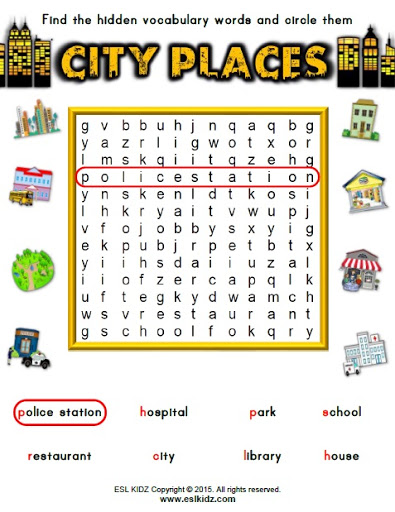 Find the hidden vocabulary words and circle them
CITY PLACES
g v b b u h j n q a q b g
y a z r l i g w o t x o r
l m s k q i i t q z e h g
p o l i c e s t a t i o n
y n s k e n l d t k o s i
l h k r y a i t v w u p j
v f o j o b b y s x y i g
e k p u b j r p e t b t x
y i i h s d a i i u z a l
i i o f z e r c a p q l k
u f t e g k y d w a m c h
w s v r e s t a u r a n t
g s c h o o l f o k q r y
police station hospital park school
restaurant city library house
ESL KIDZ Copyright © 2015. All rights reserved.
www.eslkidz.com